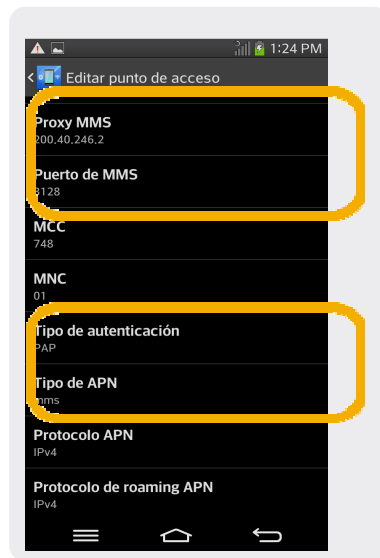 1:24 PM
Editar punto de acceso
Proxy MMS
200.40.246.2
Puerto de MMS
3128
MCC
748
MNC
01
Tipo de autenticación
PAP
Tipo de APN
mms
Protocolo APN
IPv4
Protocolo de roaming APN
IPv4